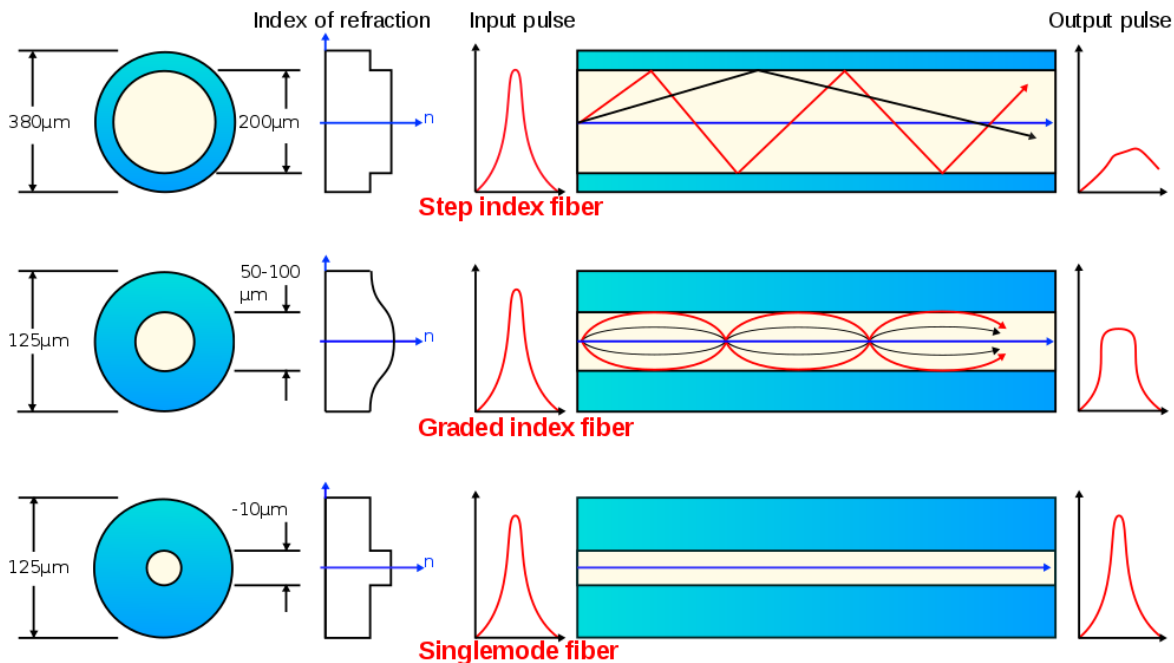 Index of refraction
Input pulse
Output pulse
380µm
200µm
n
Step index fiber
125µm
50-100
µm
n
Graded index fiber
125µm
-10µm
n
Singlemode fiber